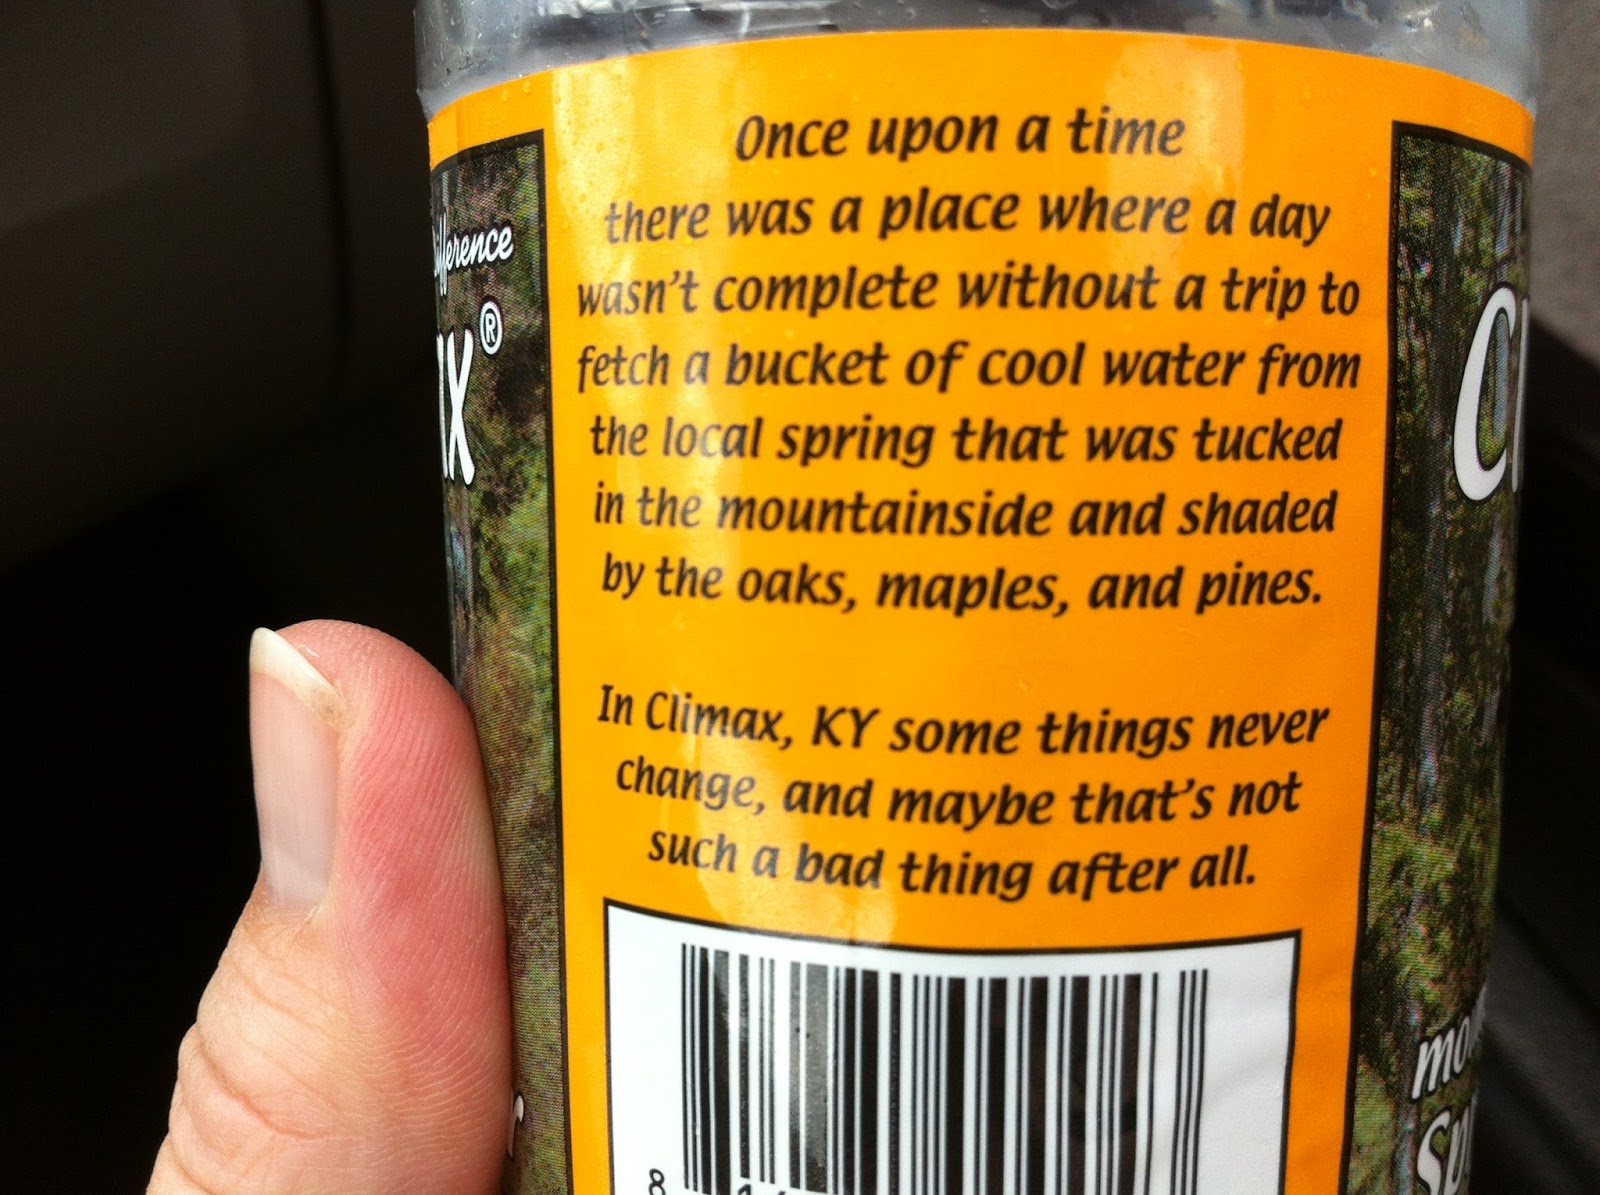 Once upon a time
there was a place where a day
wasn't complete without a trip to
fetch a bucket of cool water from
the local spring that was tucked
in the mountainside and shaded
by the oaks, maples, and pines.
In Climax, KY some things never
change, and maybe that's not
such a bad thing after all.